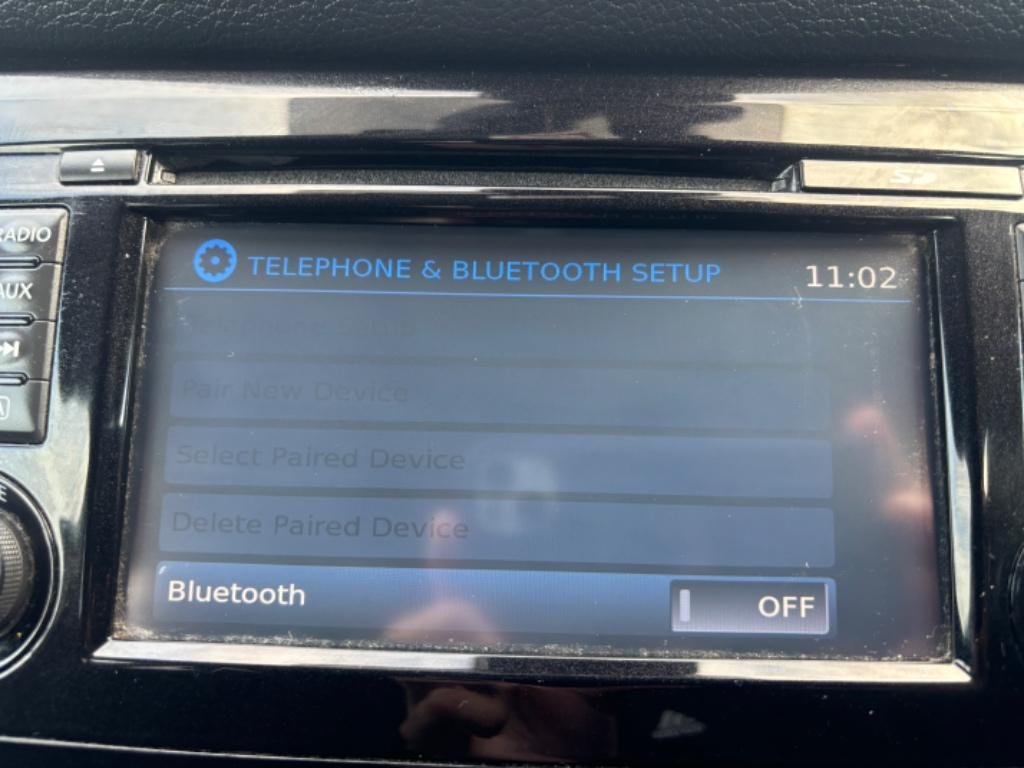 SD
RADIO
TELEPHONE & BLUETOOTH SETUP 11:02
AUX
Pair New Device
Select Paired Device
Delete Paired Device
Bluetooth OFF